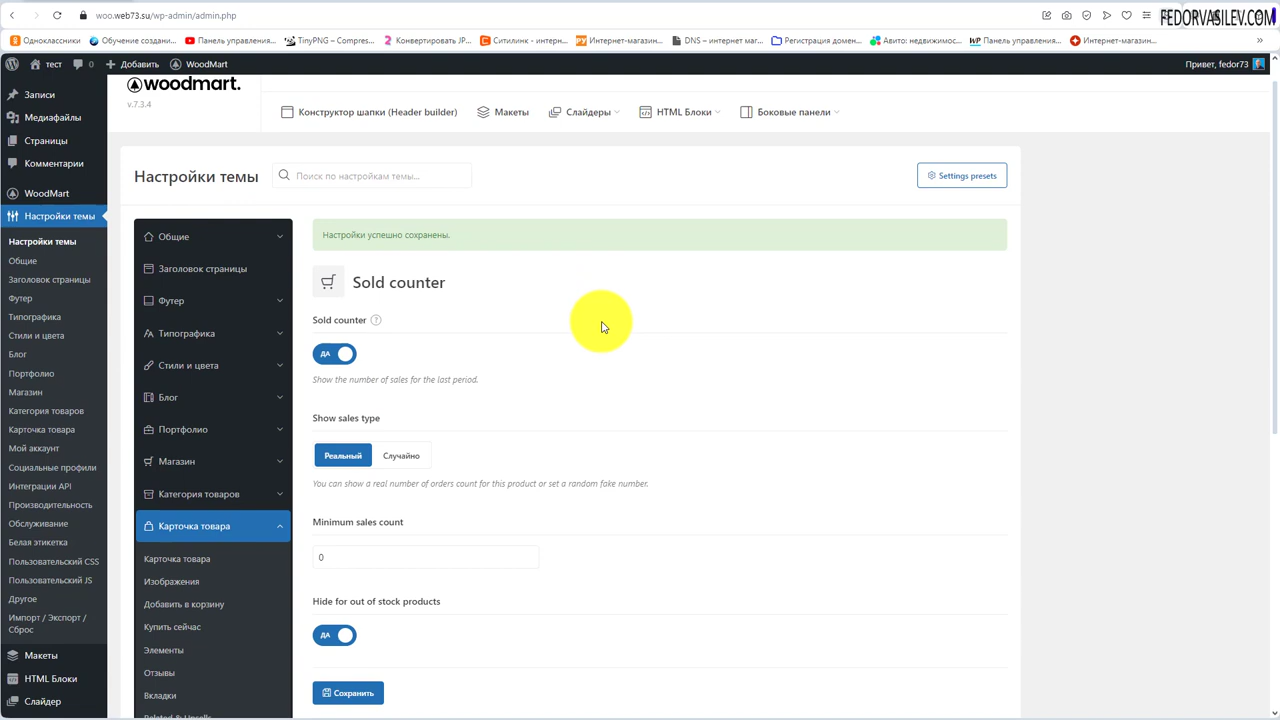 woo.web73.su/wp-admin/admin.php
FEDORVASILEV.COM
Одноклассники
Обучение создани...
Панель управления...
TinyPNG – Compres...
Конвертировать JP...
Ситилинк - интерн...
Интернет-магазин...
DNS – интернет маг...
Регистрация домен...
Авито: недвижимос...
Панель управления...
Интернет-магазин...
тест
0
Добавить
WoodMart
Привет, fedor73
Записи
Медиафайлы
Страницы
Комментарии
WoodMart
Настройки темы
Настройки темы
Общие
Заголовок страницы
Футер
Типографика
Стили и цвета
Блог
Портфолио
Магазин
Категория товаров
Карточка товара
Мой аккаунт
Социальные профили
Интеграции API
Производительность
Обслуживание
Белая этикетка
Пользовательский CSS
Пользовательский JS
Другое
Импорт / Экспорт /
Сброс
Макеты
HTML Блоки
Слайдер
woodmart.
v.7.3.4
Конструктор шапки (Header builder)
Макеты
Слайдеры
HTML Блоки
Боковые панели
Настройки темы
Поиск по настройкам темы...
Settings presets
Общие
Заголовок страницы
Футер
Типографика
Стили и цвета
Блог
Портфолио
Магазин
Категория товаров
Карточка товара
Карточка товара
Изображения
Добавить в корзину
Купить сейчас
Элементы
Отзывы
Вкладки
Related & Upsells
Настройки успешно сохранены.
Sold counter
Sold counter
ДА
Show the number of sales for the last period.
Show sales type
Реальный
Случайно
You can show a real number of orders count for this product or set a random fake number.
Minimum sales count
0
Hide for out of stock products
ДА
Сохранить